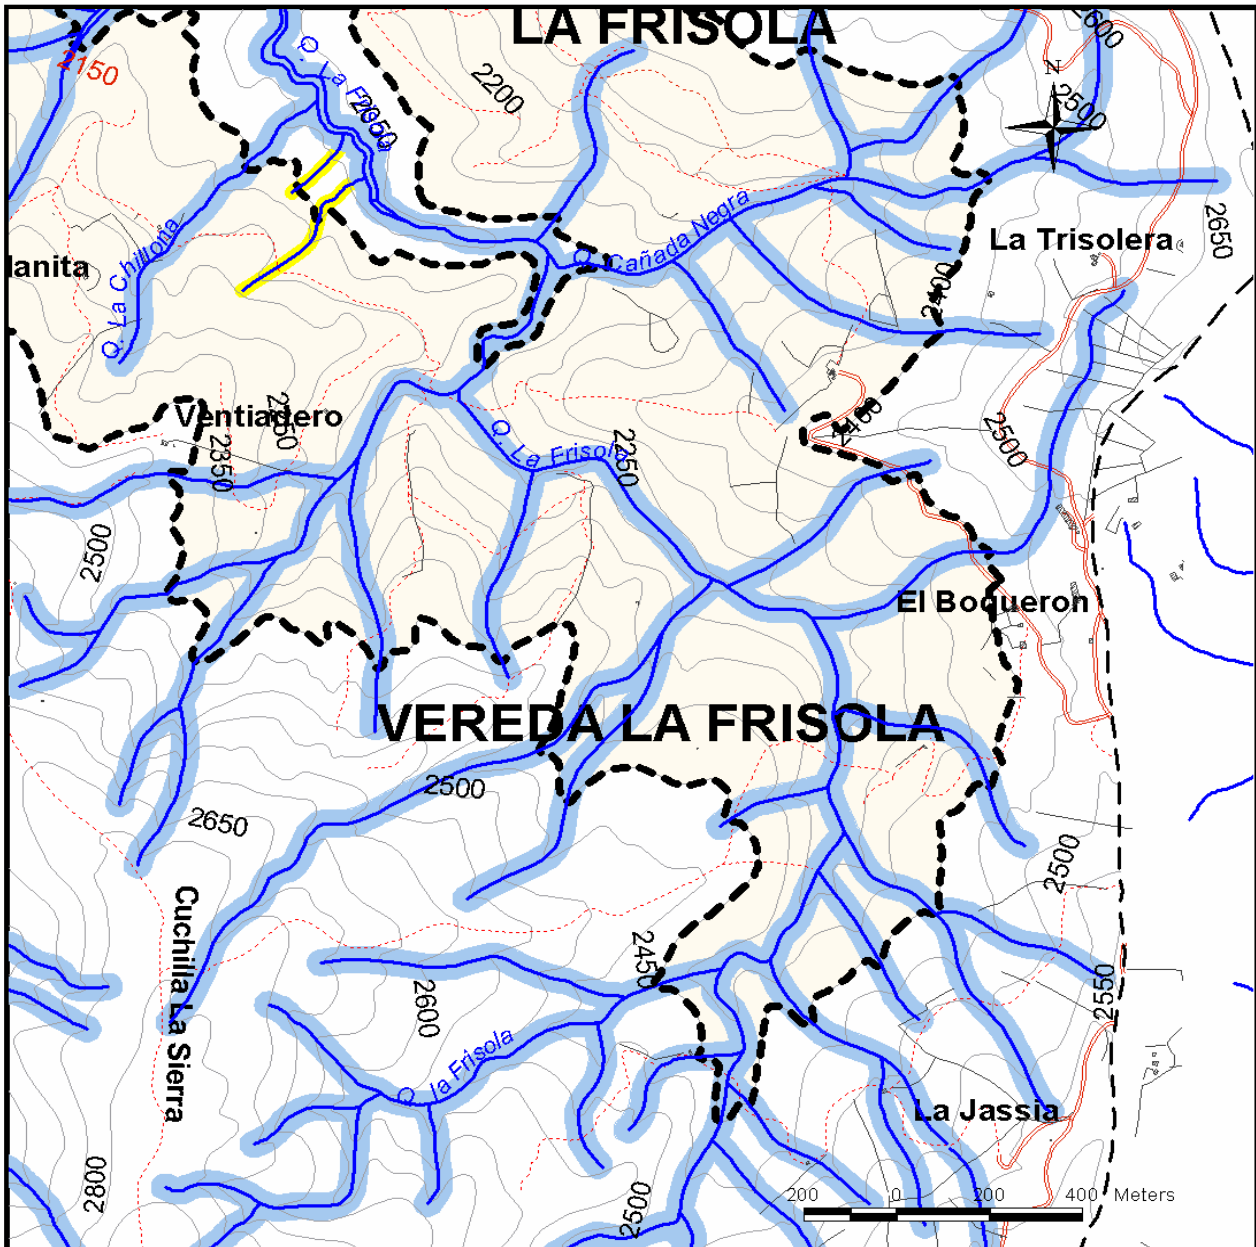 LA FRISOLA
2600
2150
Q. La Frisola
2200
N
2500
2050
Q. Cañada Negra
La Trisolera
2650
lanita
Q. La Chillona
2400
Ventiadero
2450
2350
Q. La Frisola
2250
2400
2500
2500
El Boqueron
VEREDA LA FRISOLA
2500
2650
2500
Cuchilla La Sierra
2450
2600
2550
Q. la Frisola
La Jassia
2800
2500
200 0 200 400 Meters